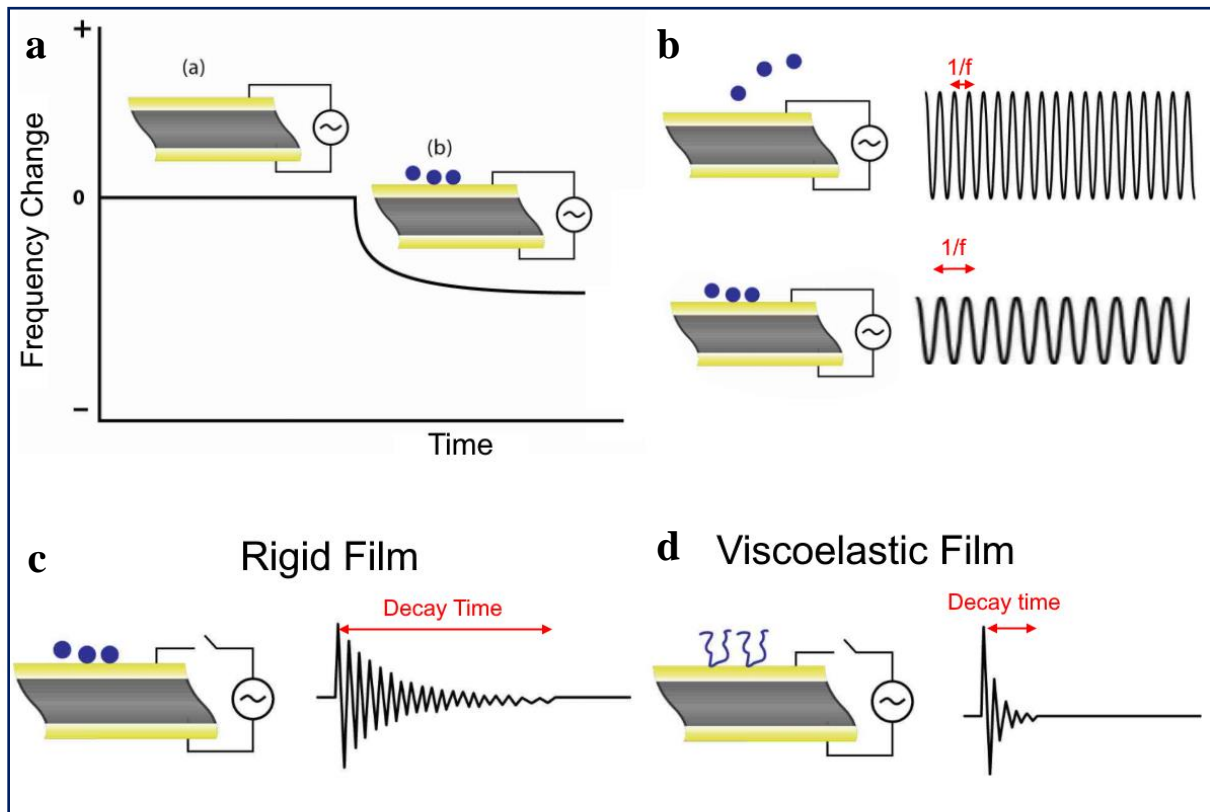 a
+
(a)
(b)
0
Frequency Change
−
Time
b
1/f
1/f
c
Rigid Film
Decay Time
d
Viscoelastic Film
Decay time